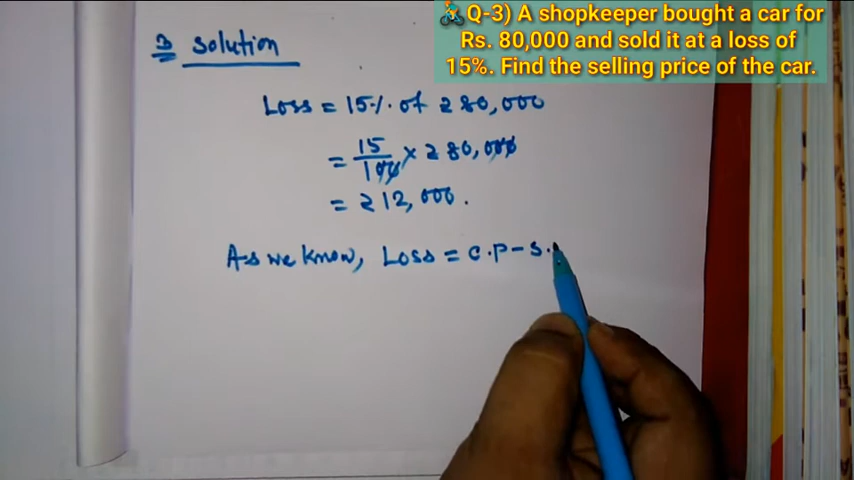 🚴Q-3) A shopkeeper bought a car for
Rs. 80,000 and sold it at a loss of
15%. Find the selling price of the car.
3 Solution
Loss = 15% of ₹ 80,000
= 15/100 × ₹ 80,000
= ₹ 12,000.
As we know, Loss = C.P - S.